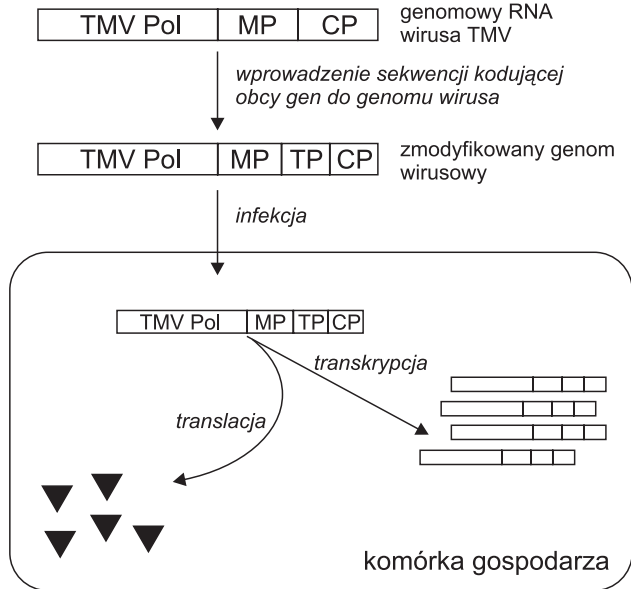 TMV Pol MP CP
genomowy RNA
wirusa TMV
wprowadzenie sekwencji kodującej
obcy gen do genomu wirusa
TMV Pol MP TP CP
zmodyfikowany genom
wirusowy
infekcja
TMV Pol MP TP CP
transkrypcja
translacja
komórka gospodarza